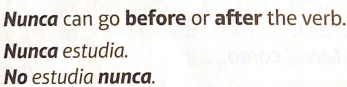 Nunca can go before or after the verb.
Nunca estudia.
No estudia nunca.